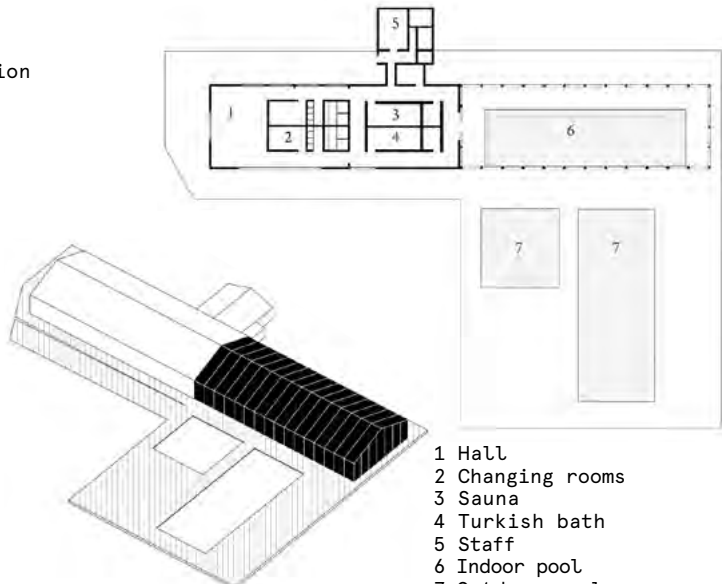 ion
5
1
2
3
4
6
7
7
1 Hall
2 Changing rooms
3 Sauna
4 Turkish bath
5 Staff
6 Indoor pool